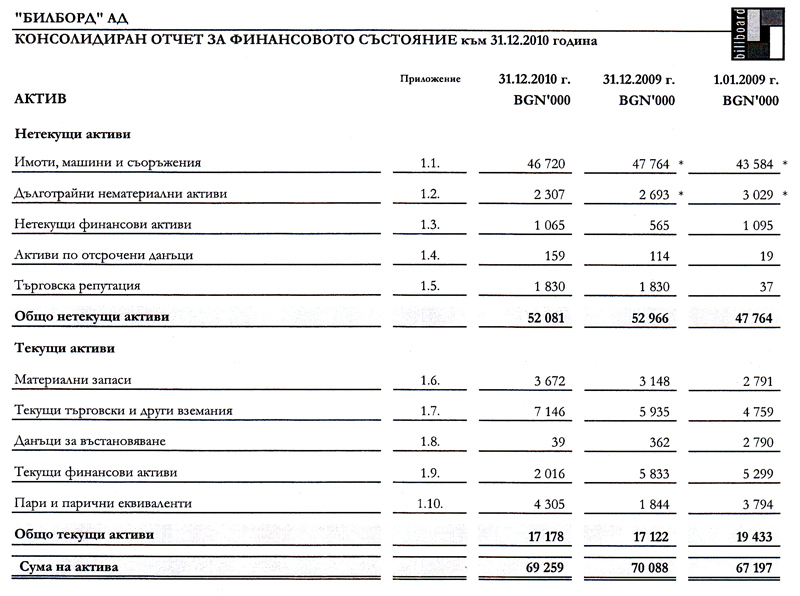 "БИЛБОРД" АД
КОНСОЛИДИРАН ОТЧЕТ ЗА ФИНАНСОВОТО СЪСТОЯНИЕ към 31.12.2010 година
billboard
Приложение 31.12.2010 г. 31.12.2009 г. 1.01.2009 г.
АКТИВ BGN'000 BGN'000 BGN'000
Нетекущи активи
Имоти, машини и съоръжения 1.1. 46 720 47 764 * 43 584 *
Дълготрайни нематериални активи 1.2. 2 307 2 693 * 3 029 *
Нетекущи финансови активи 1.3. 1 065 565 1 095
Активи по отсрочени данъци 1.4. 159 114 19
Търговска репутация 1.5. 1 830 1 830 37
Общо нетекущи активи 52 081 52 966 47 764
Текущи активи
Материални запаси 1.6. 3 672 3 148 2 791
Текущи търговски и други вземания 1.7. 7 146 5 935 4 759
Данъци за възстановяване 1.8. 39 362 2 790
Текущи финансови активи 1.9. 2 016 5 833 5 299
Пари и парични еквиваленти 1.10. 4 305 1 844 3 794
Общо текущи активи 17 178 17 122 19 433
Сума на актива 69 259 70 088 67 197